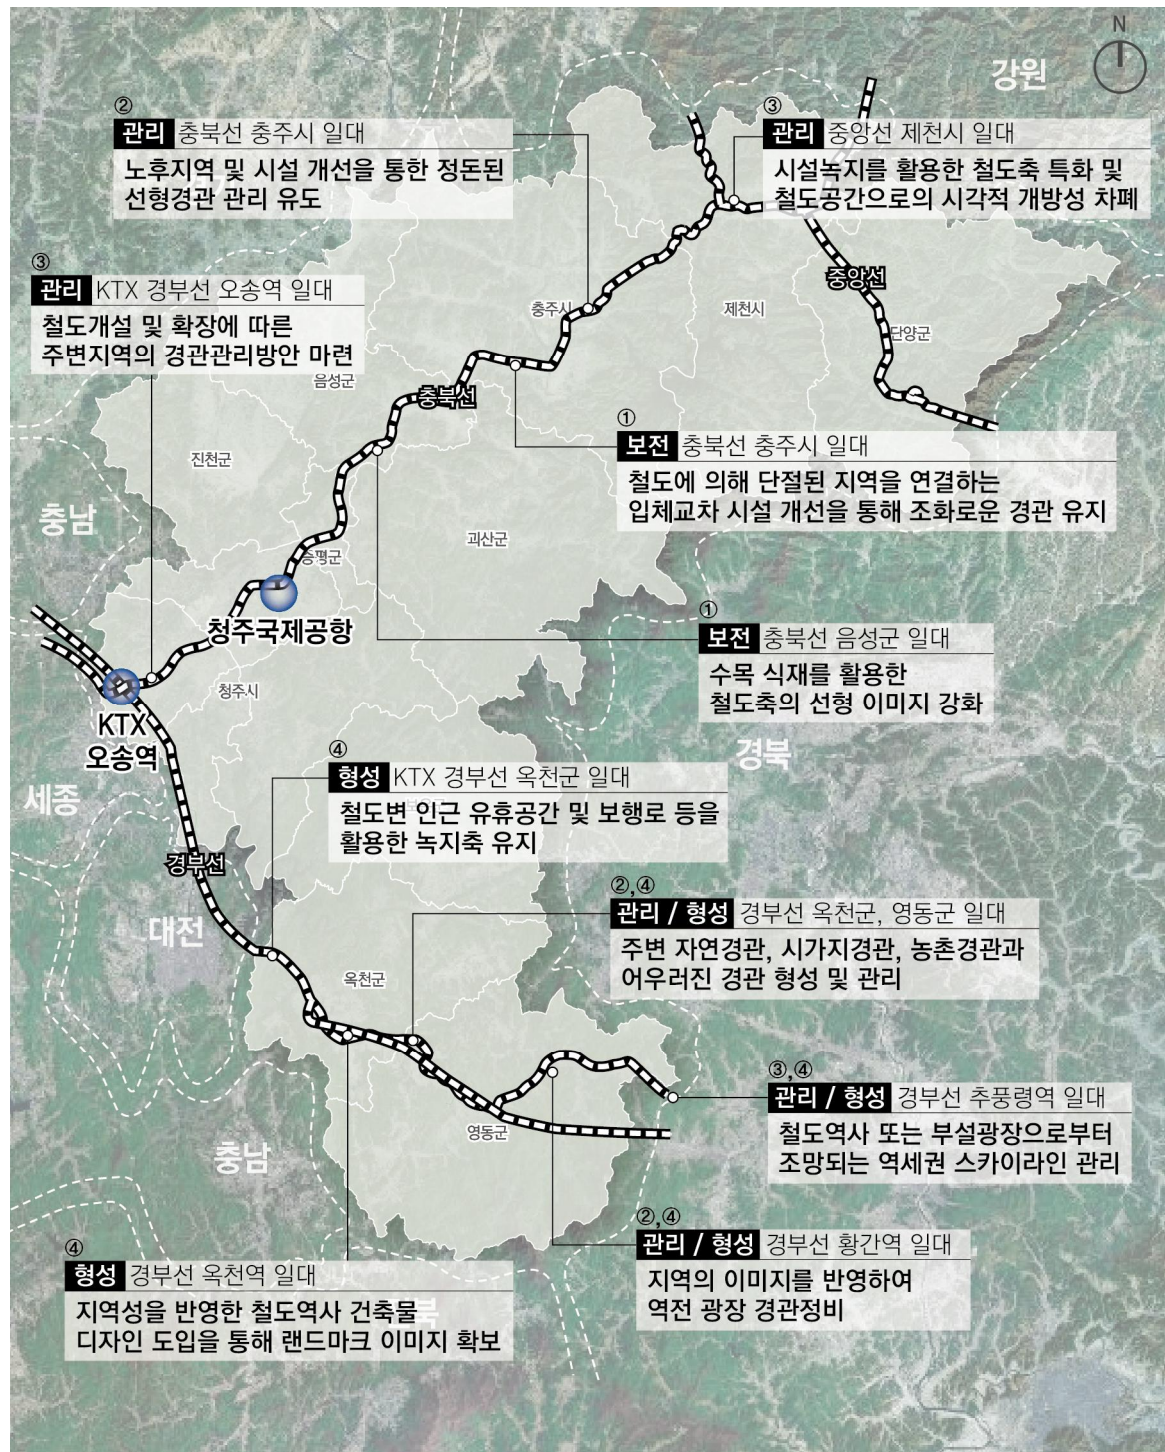 N
강원
②
관리 충북선 충주시 일대
노후지역 및 시설 개선을 통한 정돈된
선형경관 관리 유도
③
관리 중앙선 제천시 일대
시설녹지를 활용한 철도축 특화 및
철도공간으로의 시각적 개방성 차폐
③
관리 KTX 경부선 오송역 일대
철도개설 및 확장에 따른
주변지역의 경관관리방안 마련
중앙선
충주시
제천시
단양군
음성군
충북선
①
보전 충북선 충주시 일대
철도에 의해 단절된 지역을 연결하는
입체교차 시설 개선을 통해 조화로운 경관 유지
진천군
충남
괴산군
증평군
청주국제공항
①
보전 충북선 음성군 일대
수목 식재를 활용한
철도축의 선형 이미지 강화
청주시
KTX
오송역
경북
세종
④
형성 KTX 경부선 옥천군 일대
철도변 인근 유휴공간 및 보행로 등을
활용한 녹지축 유지
경부선
②,④
관리 / 형성 경부선 옥천군, 영동군 일대
주변 자연경관, 시가지경관, 농촌경관과
어우러진 경관 형성 및 관리
대전
옥천군
③,④
관리 / 형성 경부선 추풍령역 일대
철도역사 또는 부설광장으로부터
조망되는 역세권 스카이라인 관리
영동군
충남
②,④
관리 / 형성 경부선 황간역 일대
지역의 이미지를 반영하여
역전 광장 경관정비
④
형성 경부선 옥천역 일대
지역성을 반영한 철도역사 건축물
디자인 도입을 통해 랜드마크 이미지 확보